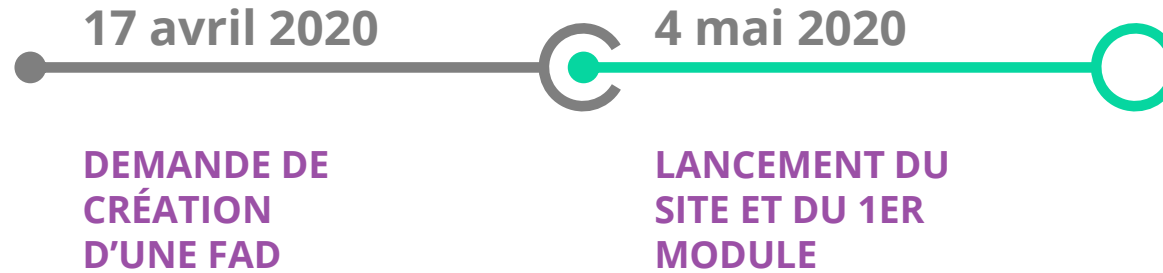 17 avril 2020
DEMANDE DE
CRÉATION
D’UNE FAD
4 mai 2020
LANCEMENT DU
SITE ET DU 1ER
MODULE